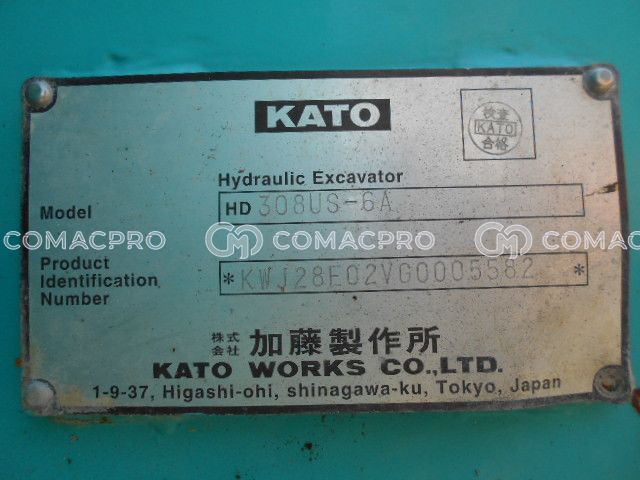 KATO
検査
KATO
合格
Hydraulic Excavator
Model
HD 308US-6A
COMACPRO COMACPRO COMACPRO
Product
Identification
Number
*KWJ28E02VG0005582 *
株式
会社 加藤製作所
KATO WORKS CO.,LTD.
1-9-37, Higashi-ohi, shinagawa-ku, Tokyo, Japan